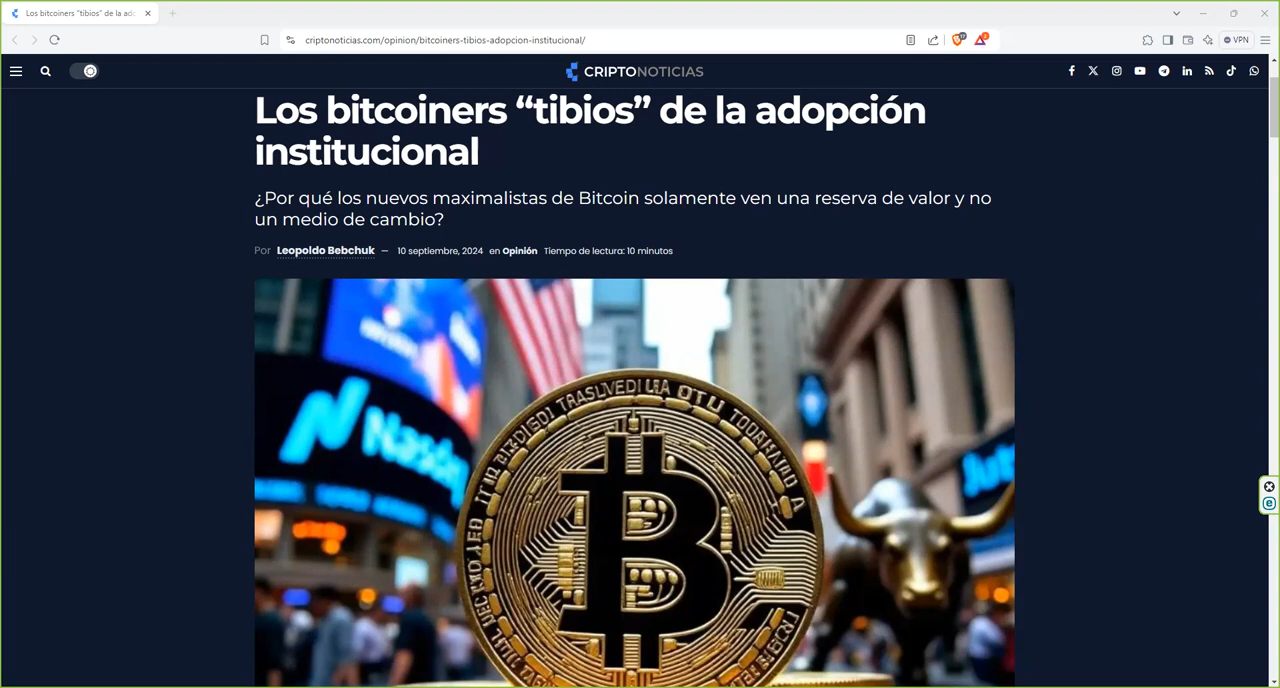 Los bitcoiners “tibios” de la adc
criptonoticias.com/opinion/bitcoiners-tibios-adopcion-institucional/
VPN
CRIPTONOTICIAS
Los bitcoiners “tibios” de la adopción
institucional
¿Por qué los nuevos maximalistas de Bitcoin solamente ven una reserva de valor y no
un medio de cambio?
Por Leopoldo Bebchuk — 10 septiembre, 2024 en Opinión Tiempo de lectura: 10 minutos
Nasd